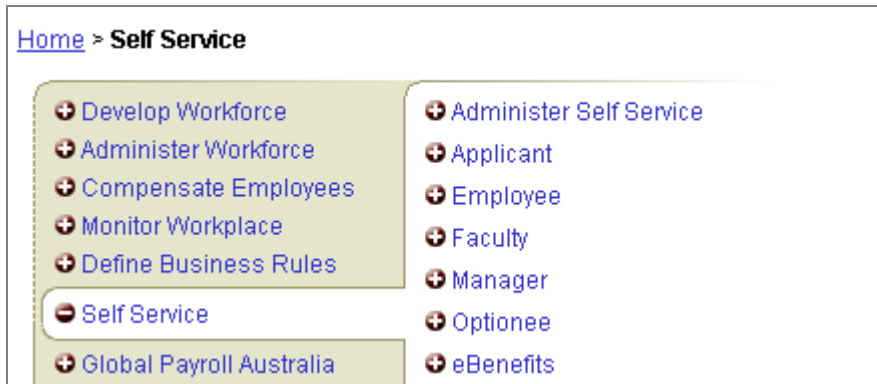 Home > Self Service
Develop Workforce
Administer Workforce
Compensate Employees
Monitor Workplace
Define Business Rules
Self Service
Global Payroll Australia
Administer Self Service
Applicant
Employee
Faculty
Manager
Optionee
eBenefits